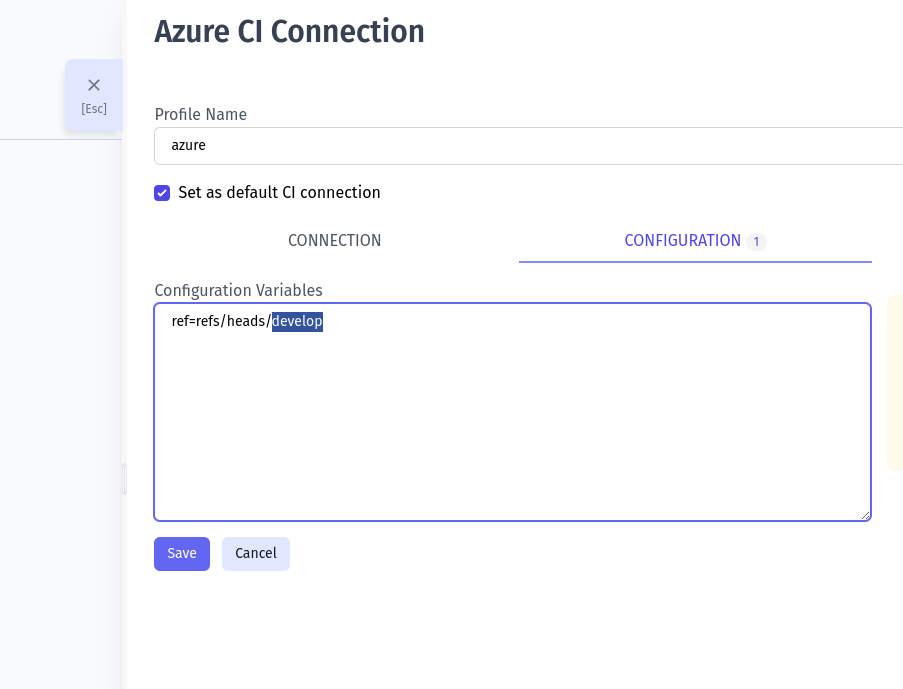 Azure CI Connection
[Esc]
Profile Name
azure
Set as default CI connection
CONNECTION
CONFIGURATION 1
Configuration Variables
ref=refs/heads/develop
Save
Cancel